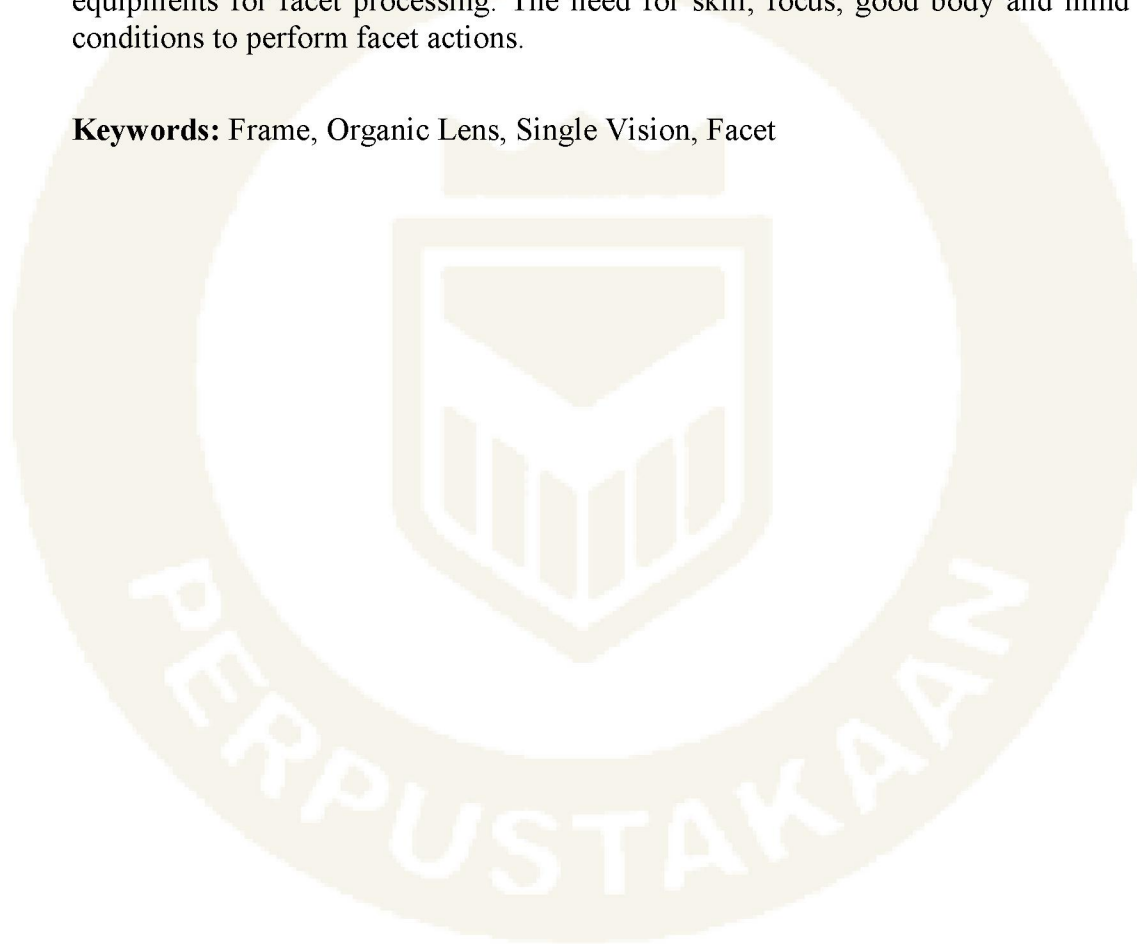 equipments for facet processing. The need for skill, focus, good body and mind
conditions to perform facet actions.
Keywords: Frame, Organic Lens, Single Vision, Facet
PERPUSTAKAAN